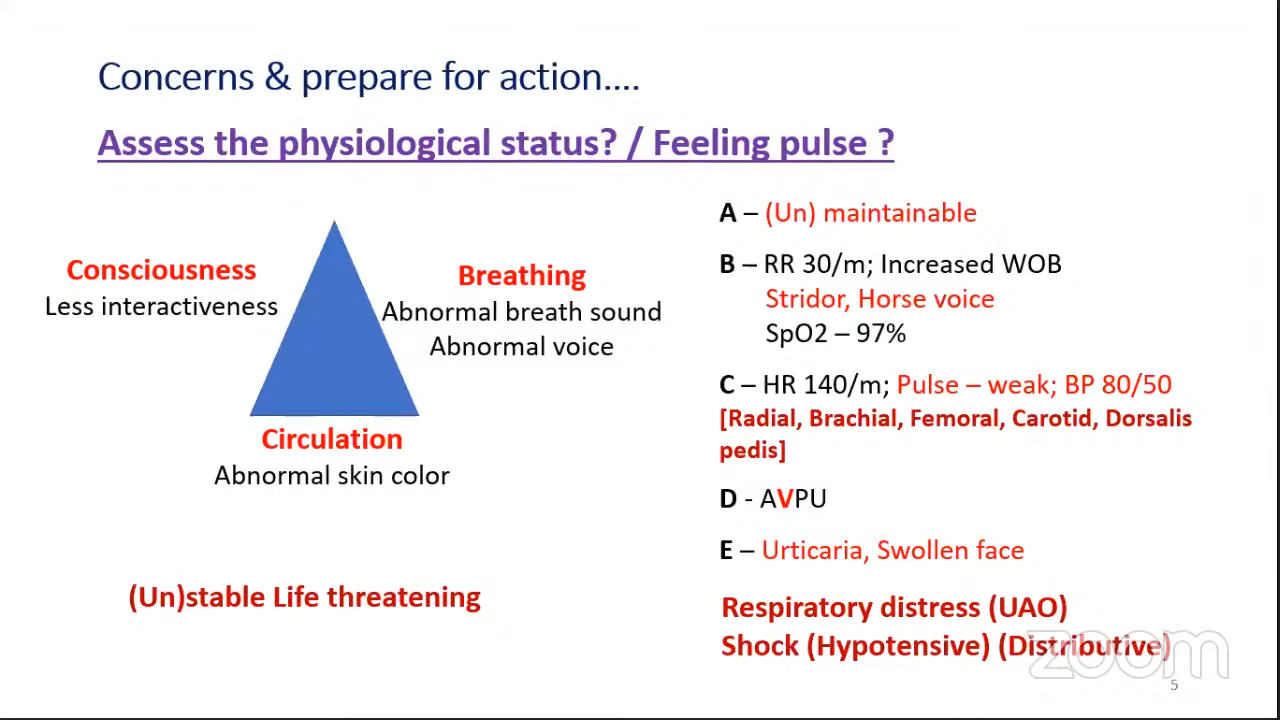 Concerns & prepare for action....
Assess the physiological status? / Feeling pulse ?
Consciousness
Less interactiveness
Breathing
Abnormal breath sound
Abnormal voice
Circulation
Abnormal skin color
(Un)stable Life threatening
A – (Un) maintainable
B – RR 30/m; Increased WOB
Stridor, Horse voice
SpO2 – 97%
C – HR 140/m; Pulse – weak; BP 80/50
[Radial, Brachial, Femoral, Carotid, Dorsalis
pedis]
D - AVPU
E – Urticaria, Swollen face
Respiratory distress (UAO)
Shock (Hypotensive) (Distributive)
zoom
5